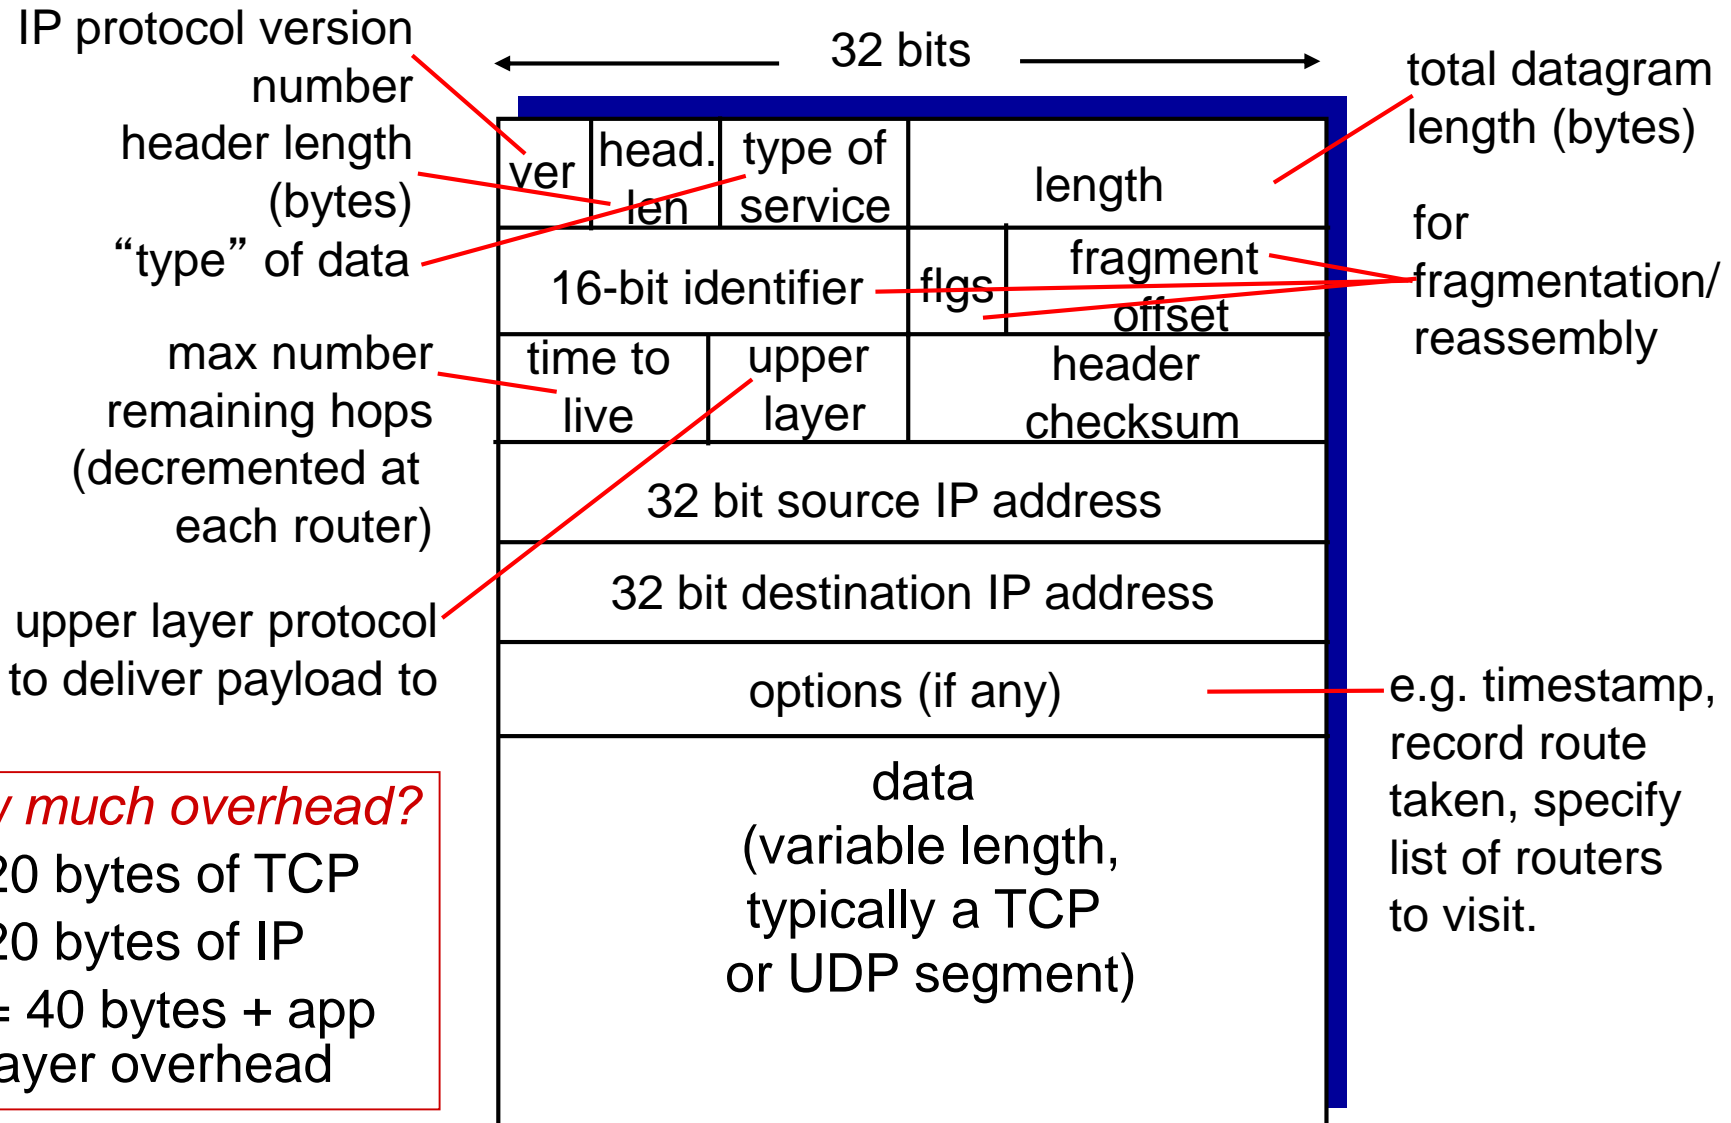 IP protocol version
number
header length
(bytes)
“type” of data
max number
remaining hops
(decremented at
each router)
upper layer protocol
to deliver payload to
much overhead?
20 bytes of TCP
20 bytes of IP
= 40 bytes + app
ayer overhead
32 bits
ver
head.
len
type of
service
length
16-bit identifier
flgs
fragment
offset
time to
live
upper
layer
header
checksum
32 bit source IP address
32 bit destination IP address
options (if any)
data
(variable length,
typically a TCP
or UDP segment)
total datagram
length (bytes)
for
fragmentation/
reassembly
e.g. timestamp,
record route
taken, specify
list of routers
to visit.